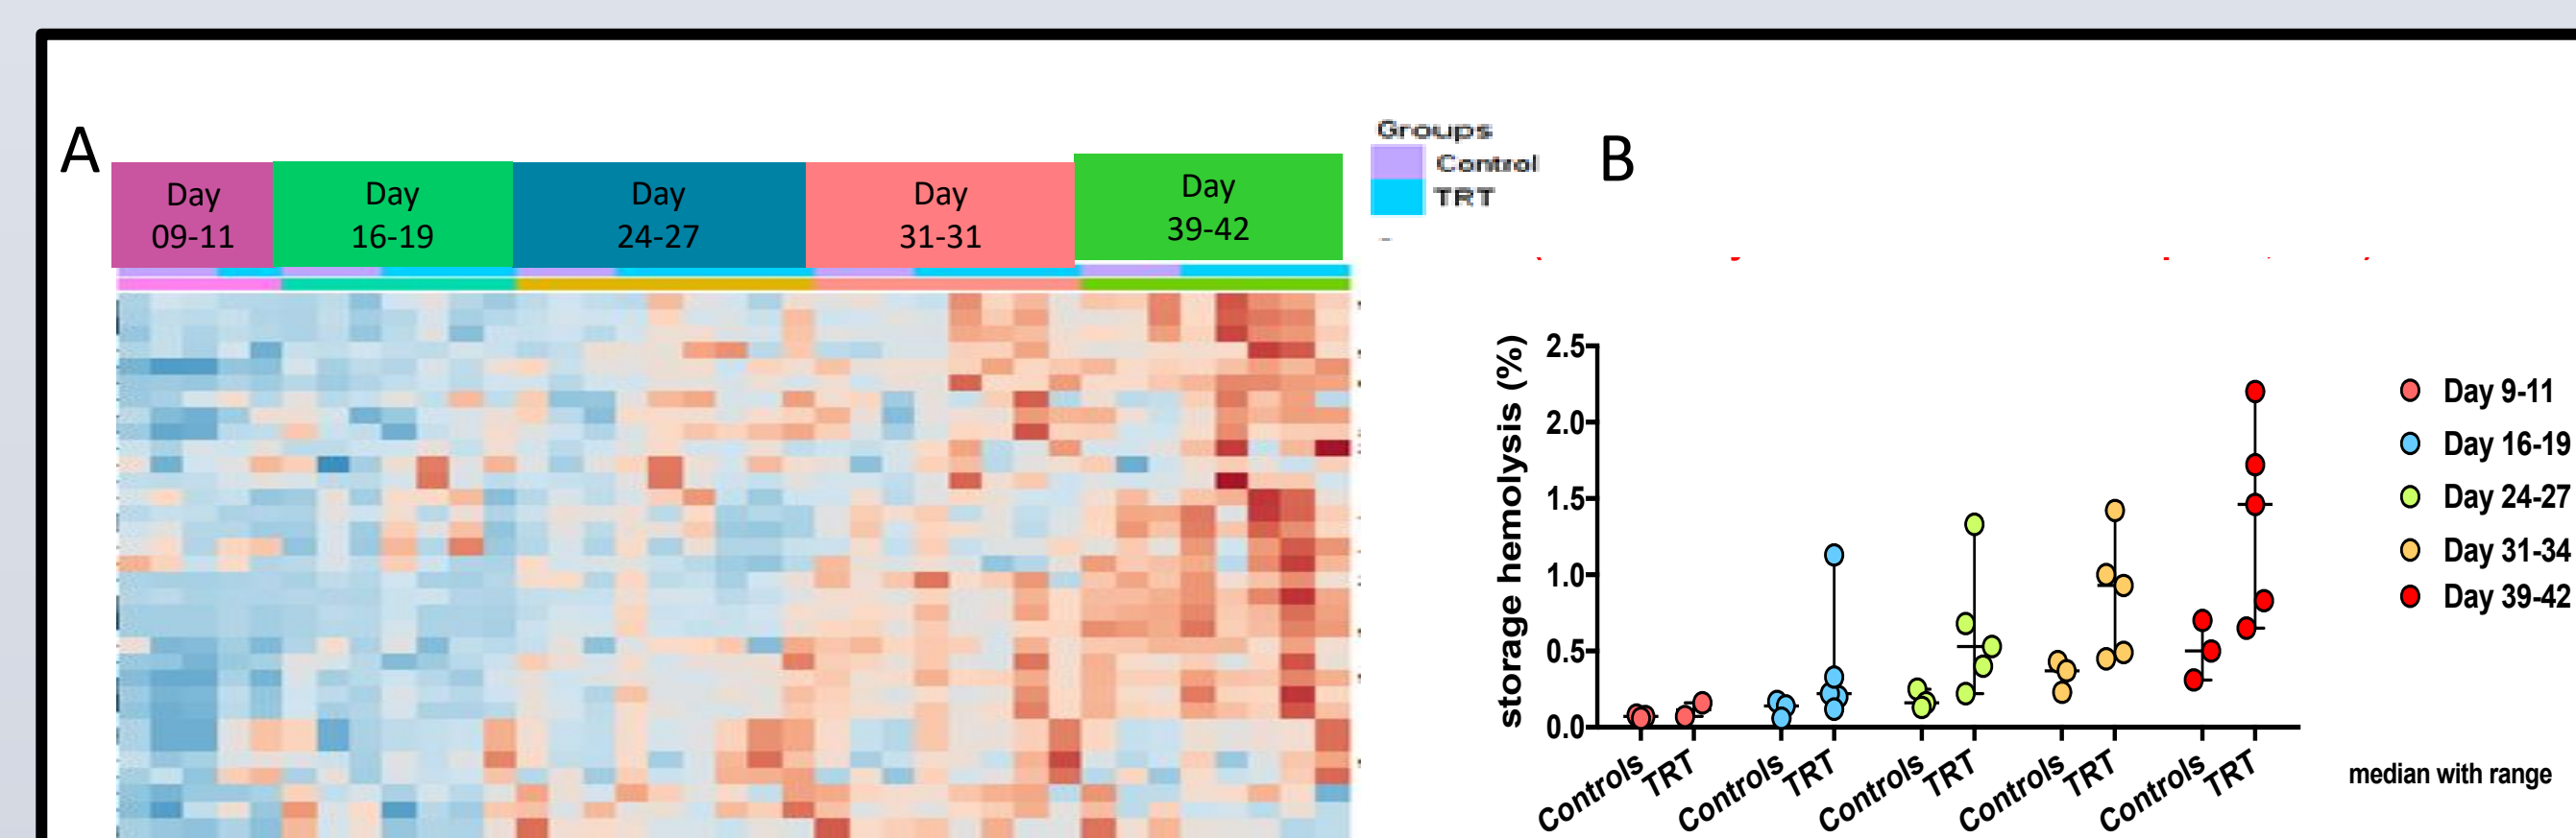 A
Day
09-11
Day
16-19
Day
24-27
Day
31-31
Day
39-42
Groups
Control
TRT
B
storage hemolysis (%)
2.5
2.0
1.5
1.0
0.5
0.0
Controls
TRT
Controls
TRT
Controls
TRT
Controls
TRT
Controls
TRT
Day 9-11
Day 16-19
Day 24-27
Day 31-34
Day 39-42
median with range